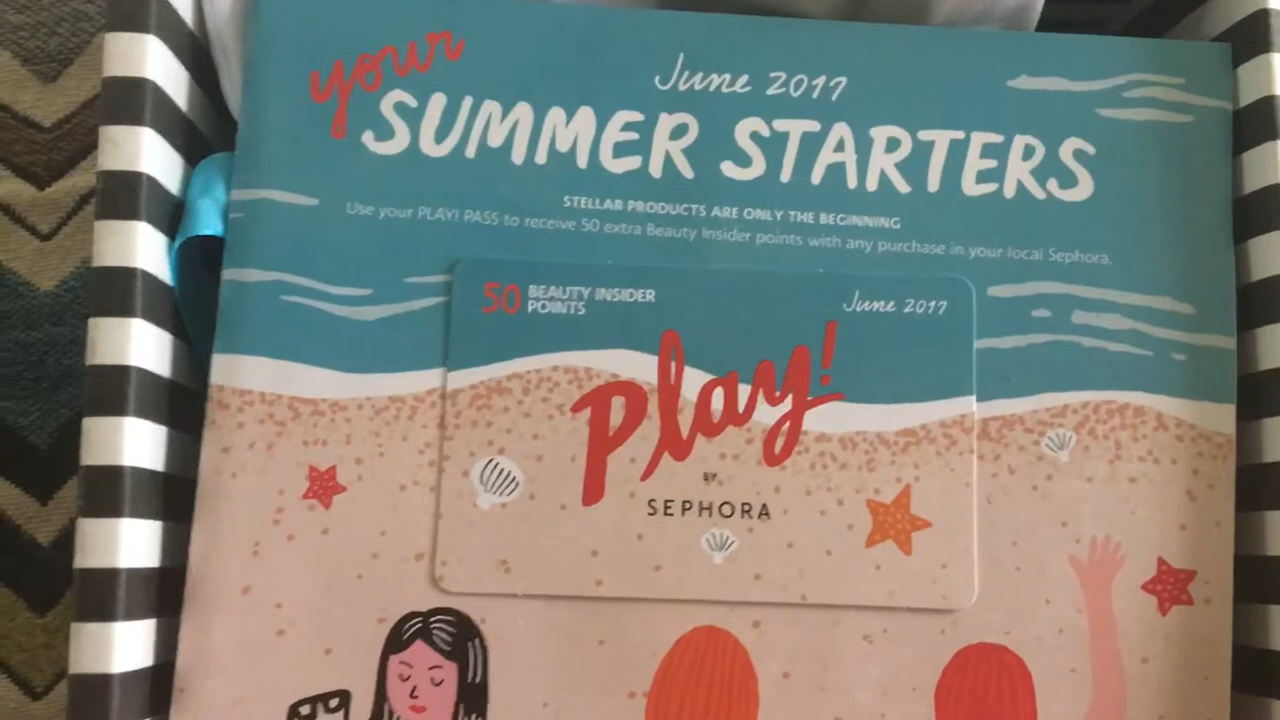 June 2017
your
SUMMER STARTERS
STELLAR PRODUCTS ARE ONLY THE BEGINNING
Use your PLAY! PASS to receive 50 extra Beauty Insider points with any purchase in your local Sephora.
50 BEAUTY INSIDER
POINTS
June 2017
Play!
BY
SEPHORA